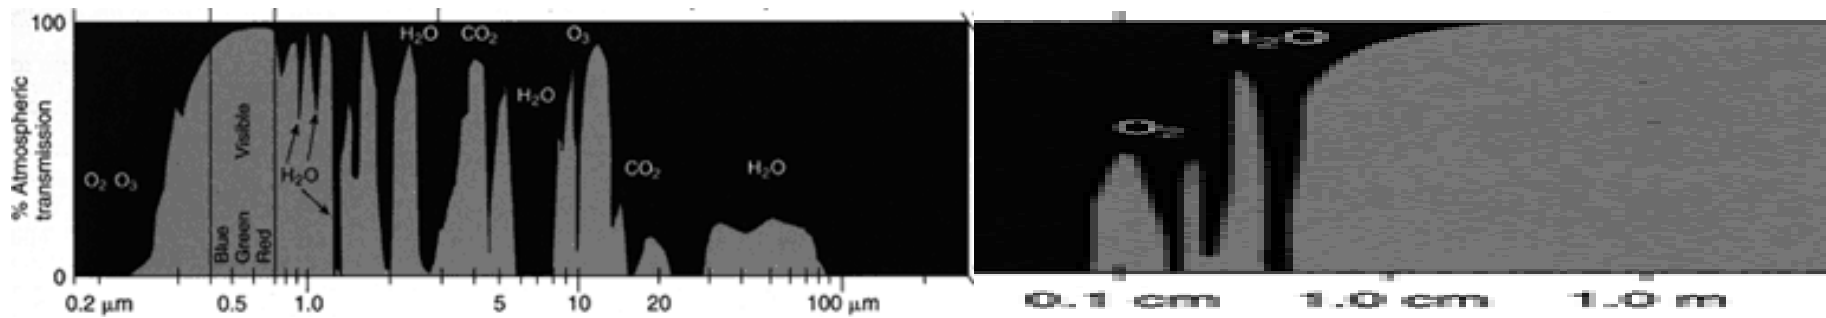 % Atmospheric
transmission
100
0
O₂ O₃
Blue
Green
Red
Visible
H₂O
H₂O
CO₂
H₂O
O₃
CO₂
H₂O
O₂
H₂O
0.2 μm
0.5
1.0
5
10
20
100 μm
0.1 cm
1.0 cm
1.0 m